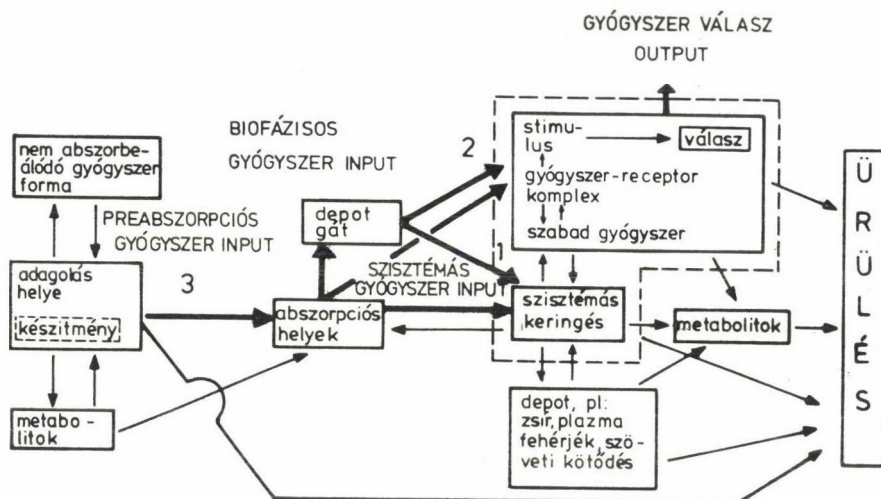 GYÓGYSZER VÁLASZ
OUTPUT
BIOFÁZISOS
GYÓGYSZER INPUT
2
stimu-
lus
válasz
gyógyszer-receptor
komplex
szabad gyógyszer
nem abszorbe-
álódó gyógyszer
forma
PREABSZORPCIÓS
GYÓGYSZER INPUT
depot
gát
1
adagolás
helye
készitmény
3
SZISZTÉMÁS
GYÓGYSZER INPUT
abszorpciós
helyek
szisztémás
keringés
metabolitok
metabo-
litok
depot, pl:
zsír, plazma
fehérjék, szö-
veti kötődés
ÜRÜLÉS